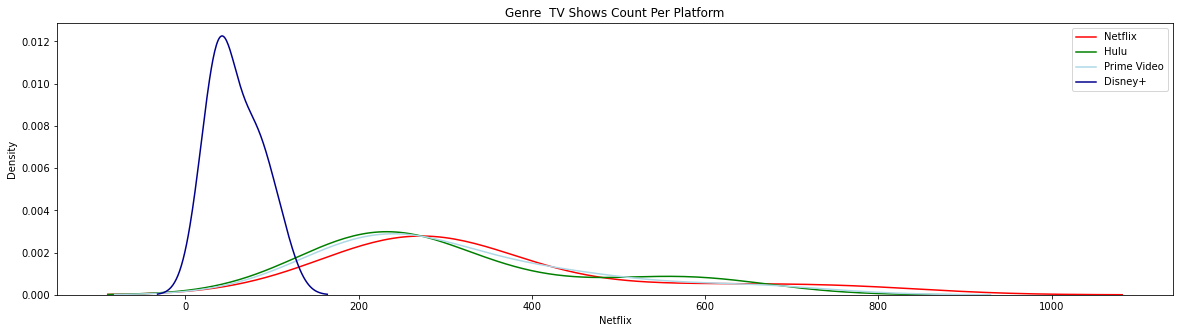 Genre  TV Shows Count Per Platform
Netflix
Hulu
Prime Video
Disney+
Density
0.012
0.010
0.008
0.006
0.004
0.002
0.000
0 200 400 600 800 1000
Netflix